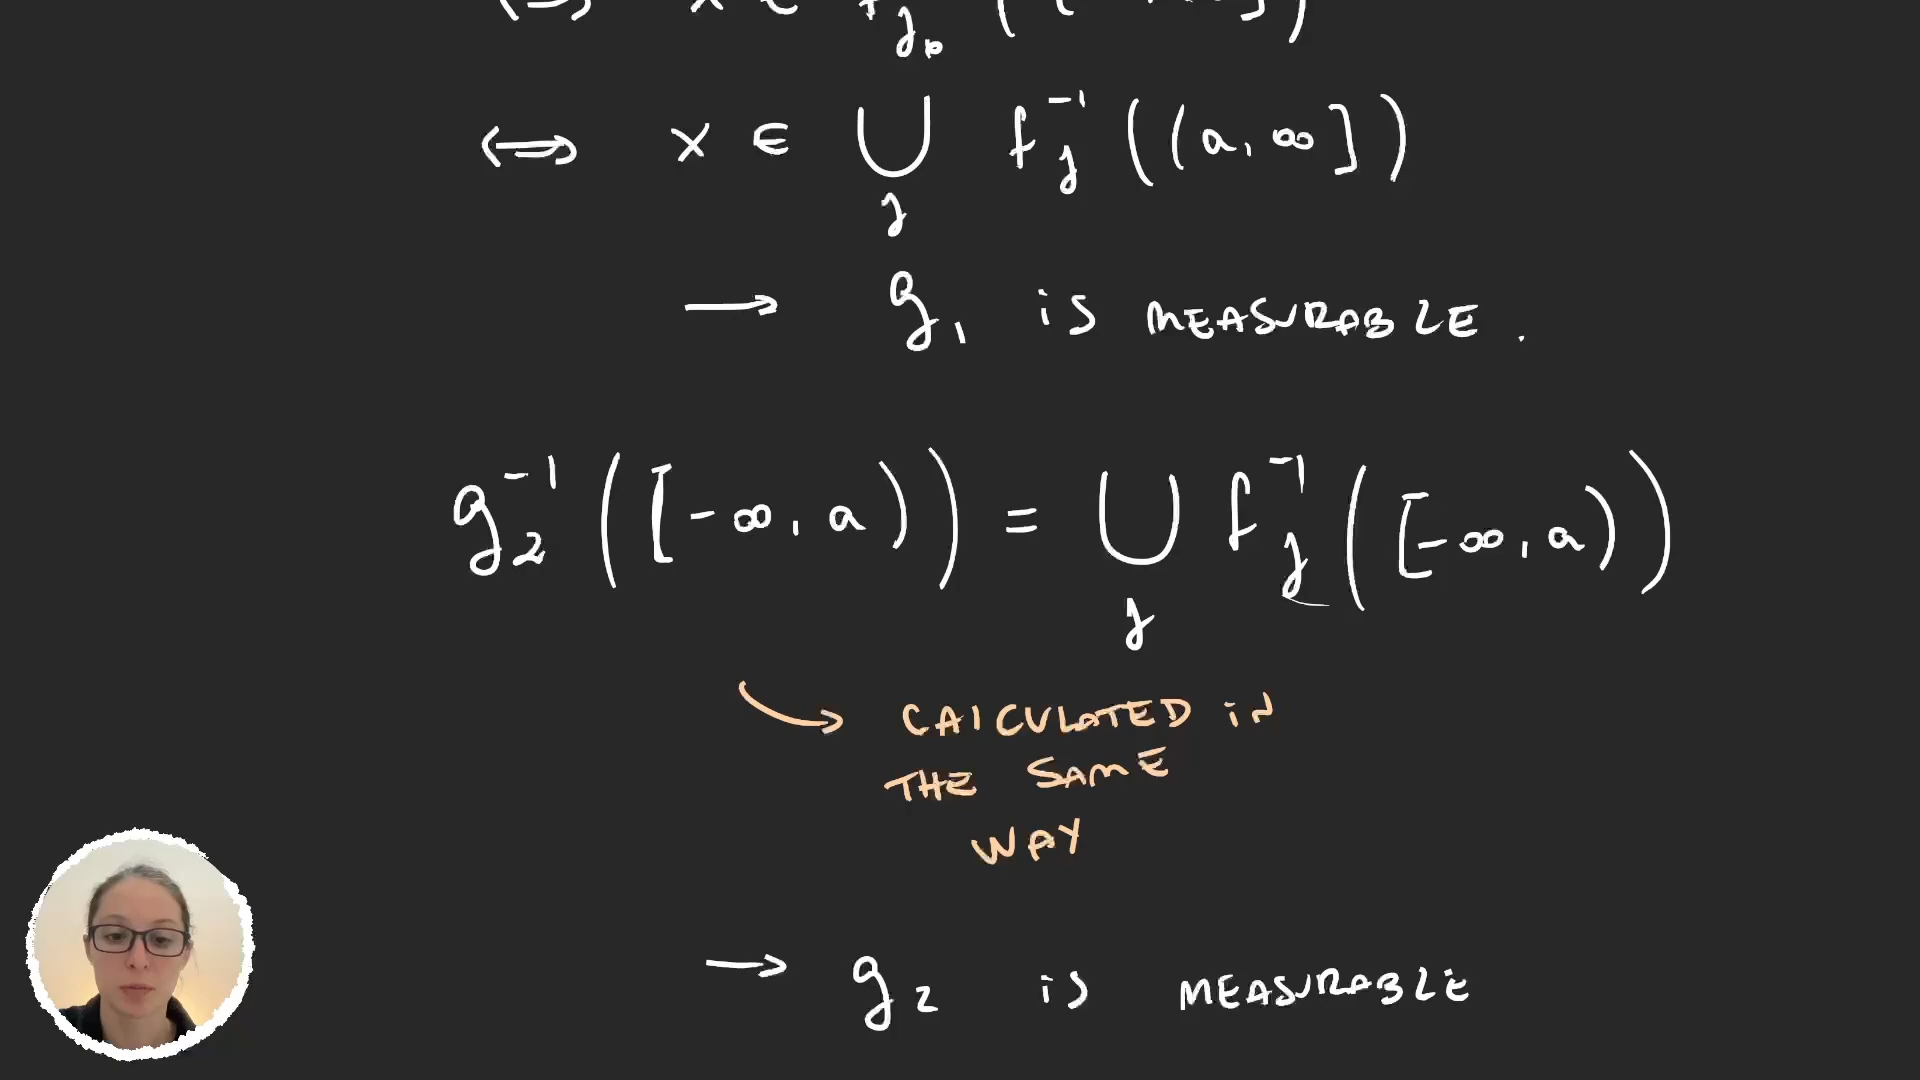 ⟺ x ∈ ⋃_j f_j^{-1}((a, ∞])
→ g_1 is MEASURABLE.
g_2^{-1}([-∞, a)) = ⋃_j f_j^{-1}([-∞, a))
→ CALCULATED iN
THE SAME
WAY
→ g_2 is MEASURABLE